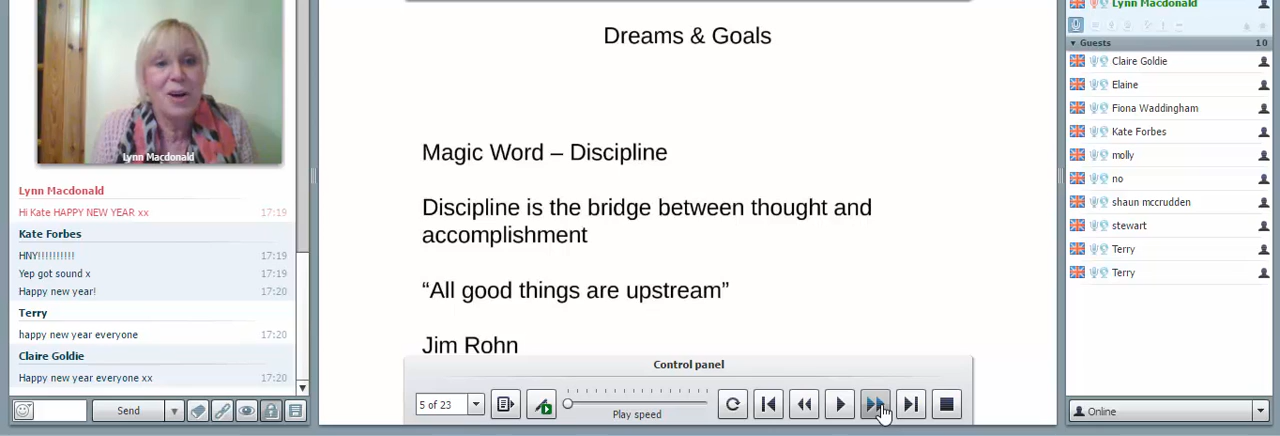 Lynn Macdonald
Lynn Macdonald
Hi Kate HAPPY NEW YEAR xx 17:19
Kate Forbes
HNY!!!!!!!!!! 17:19
Yep got sound x 17:19
Happy new year! 17:20
Terry
happy new year everyone 17:20
Claire Goldie
Happy new year everyone xx 17:20
Send
Dreams & Goals
Magic Word – Discipline
Discipline is the bridge between thought and
accomplishment
“All good things are upstream”
Jim Rohn
Control panel
5 of 23
Play speed
Lynn Macdonald
Guests 10
Claire Goldie
Elaine
Fiona Waddingham
Kate Forbes
molly
no
shaun mccrudden
stewart
Terry
Terry
Online